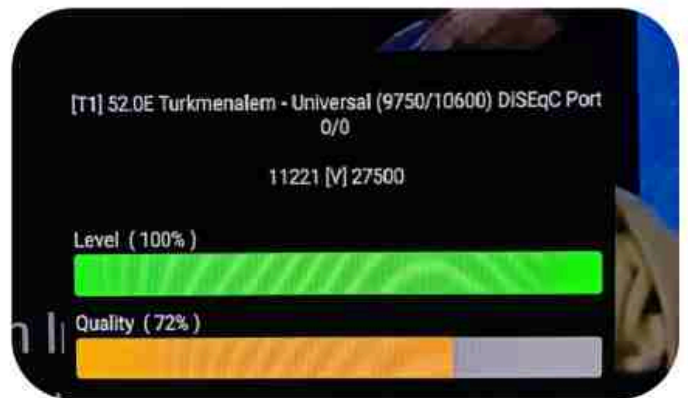 [T1] 52.0E Turkmenalem - Universal (9750/10600) DiSEqC Port
0/0
11221 [V] 27500
Level ( 100% )
Quality ( 72% )